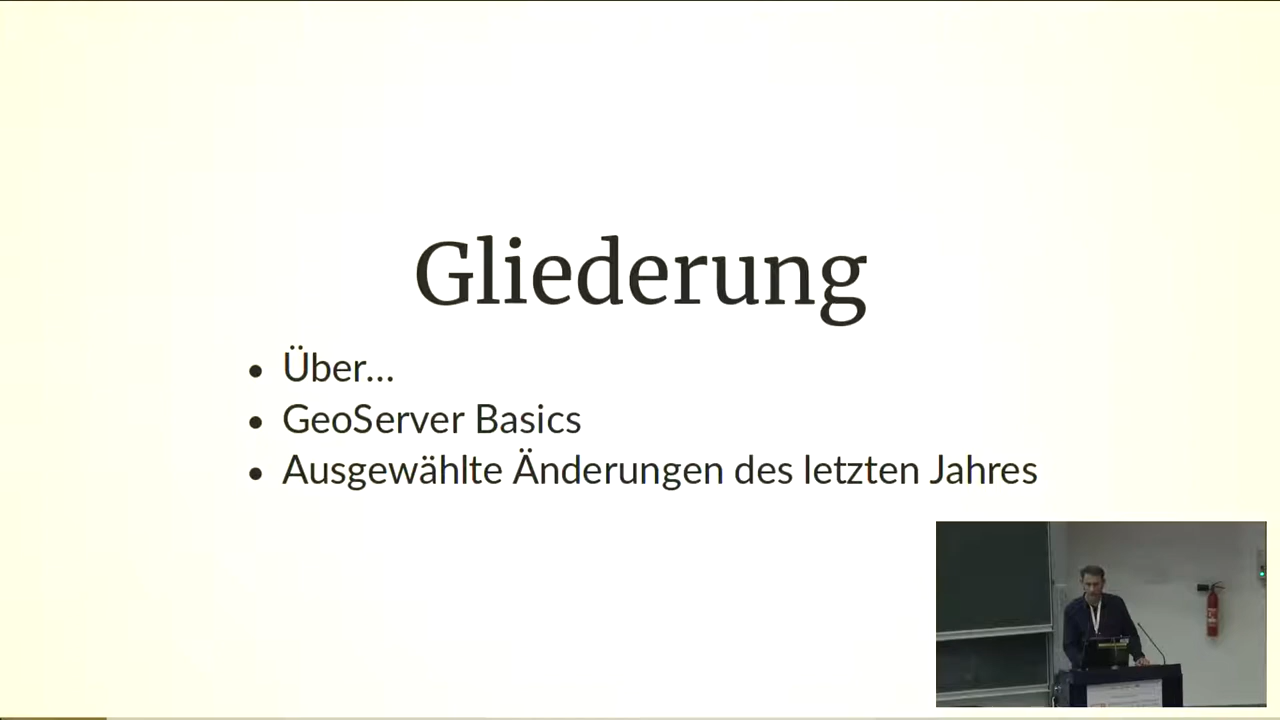 Gliederung
Über...
GeoServer Basics
Ausgewählte Änderungen des letzten Jahres